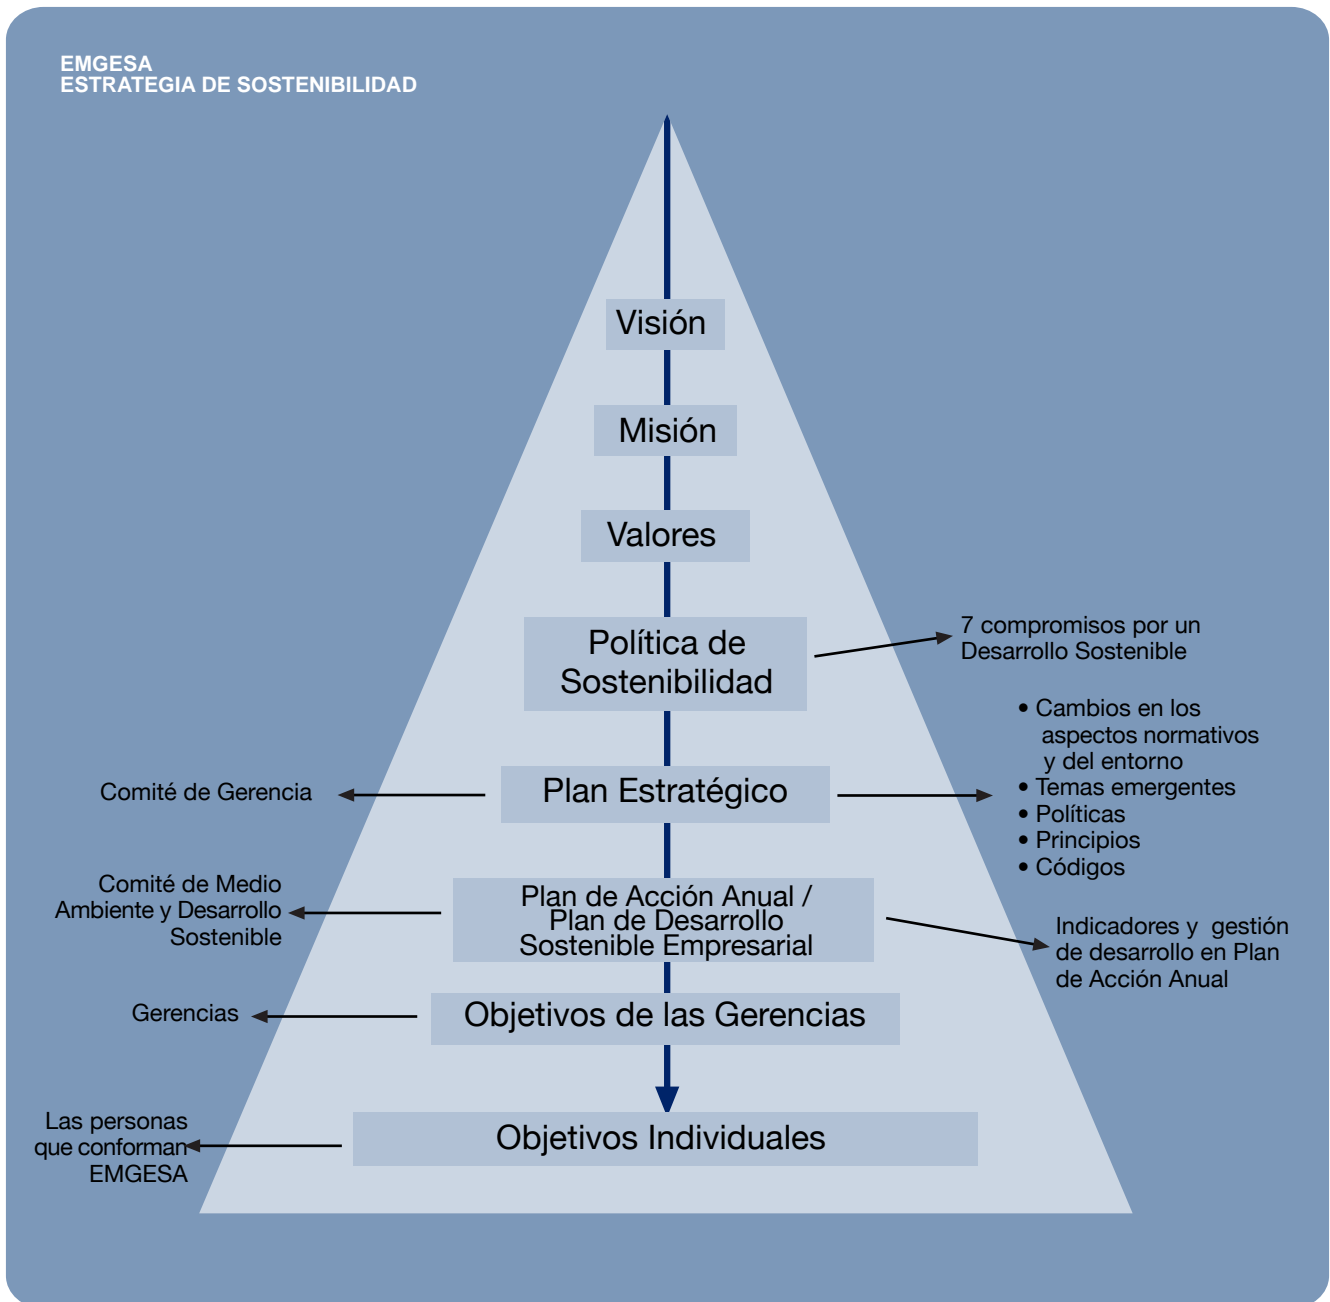 EMGESA
ESTRATEGIA DE SOSTENIBILIDAD
Visión
Misión
Valores
Política de
Sostenibilidad
7 compromisos por un
Desarrollo Sostenible
Comité de Gerencia
Plan Estratégico
• Cambios en los
aspectos normativos
y del entorno
• Temas emergentes
• Políticas
• Principios
• Códigos
Comité de Medio
Ambiente y Desarrollo
Sostenible
Plan de Acción Anual /
Plan de Desarrollo
Sostenible Empresarial
Indicadores y gestión
de desarrollo en Plan
de Acción Anual
Gerencias
Objetivos de las Gerencias
Las personas
que conforman
EMGESA
Objetivos Individuales